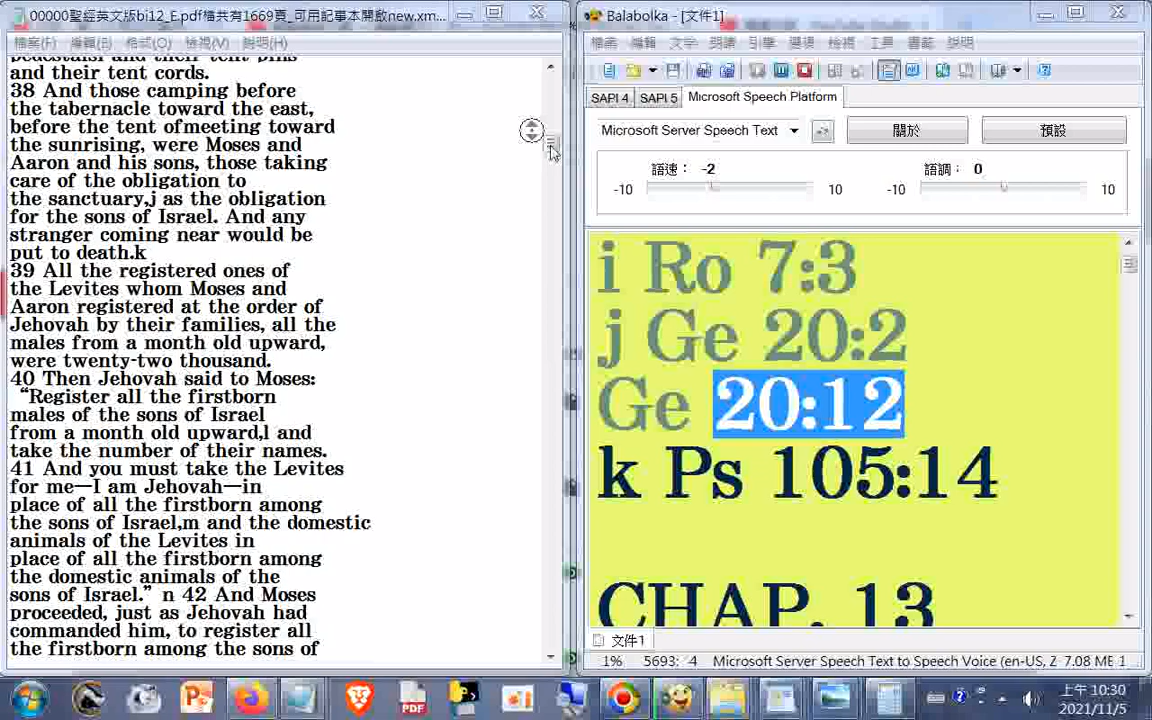 00000聖經英文版bi12_E.pdf檔共有1669頁_可用記事本開啟new.xm...
檔案(F) 編輯(E) 格式(O) 檢視(V) 說明(H)
pedestals and their tent pins
and their tent cords.
38 And those camping before
the tabernacle toward the east,
before the tent ofmeeting toward
the sunrising, were Moses and
Aaron and his sons, those taking
care of the obligation to
the sanctuary,j as the obligation
for the sons of Israel. And any
stranger coming near would be
put to death.k
39 All the registered ones of
the Levites whom Moses and
Aaron registered at the order of
Jehovah by their families, all the
males from a month old upward,
were twenty-two thousand.
40 Then Jehovah said to Moses:
“Register all the firstborn
males of the sons of Israel
from a month old upward,l and
take the number of their names.
41 And you must take the Levites
for me—I am Jehovah—in
place of all the firstborn among
the sons of Israel,m and the domestic
animals of the Levites in
place of all the firstborn among
the domestic animals of the
sons of Israel.” n 42 And Moses
proceeded, just as Jehovah had
commanded him, to register all
the firstborn among the sons of
Balabolka - [文件1]
檔案 編輯 文字 朗讀 引擎 選項 檢視 工具 書籤 說明
SAPI 4 SAPI 5 Microsoft Speech Platform
Microsoft Server Speech Text 關於 預設
語速： -2 語調： 0
-10 10 -10 10
i Ro 7:3
j Ge 20:2
Ge 20:12
k Ps 105:14
CHAP. 13
文件1
1% 5693: 4 Microsoft Server Speech Text to Speech Voice (en-US, Z 7.08 ME 1
PDF
上午 10:30
2021/11/5